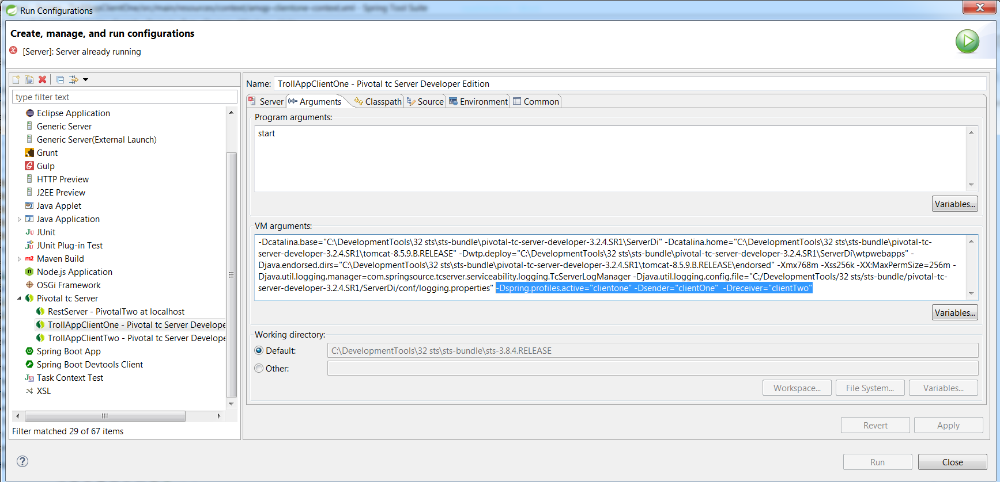 Run Configurations
Create, manage, and run configurations
[Server]: Server already running
type filter text
Eclipse Application
Generic Server
Generic Server(External Launch)
Grunt
Gulp
HTTP Preview
J2EE Preview
Java Applet
Java Application
JUnit
JUnit Plug-in Test
Maven Build
Node.js Application
OSGi Framework
Pivotal tc Server
RestServer - PivotalTwo at localhost
TrollAppClientOne - Pivotal tc Server Develope
TrollAppClientTwo - Pivotal tc Server Develope
Spring Boot App
Spring Boot Devtools Client
Task Context Test
XSL
Filter matched 29 of 67 items
Name: TrollAppClientOne - Pivotal tc Server Developer Edition
Server Arguments Classpath Source Environment Common
Program arguments:
start
Variables...
VM arguments:
-Dcatalina.base="C:\DevelopmentTools\32 sts\sts-bundle\pivotal-tc-server-developer-3.2.4.SR1\ServerDi" -Dcatalina.home="C:\DevelopmentTools\32 sts\sts-bundle\pivotal-tc-
server-developer-3.2.4.SR1\tomcat-8.5.9.B.RELEASE" -Dwtp.deploy="C:\DevelopmentTools\32 sts\sts-bundle\pivotal-tc-server-developer-3.2.4.SR1\ServerDi\wtpwebapps" -
Djava.endorsed.dirs="C:\DevelopmentTools\32 sts\sts-bundle\pivotal-tc-server-developer-3.2.4.SR1\tomcat-8.5.9.B.RELEASE\endorsed" -Xmx768m -Xss256k -XX:MaxPermSize=256m -
Djava.util.logging.manager=com.springsource.tcserver.serviceability.logging.TcServerLogManager -Djava.util.logging.config.file="C:/DevelopmentTools/32 sts/sts-bundle/pivotal-tc-
server-developer-3.2.4.SR1/ServerDi/conf/logging.properties" -Dspring.profiles.active="clientone" -Dsender="clientOne"  -Dreceiver="clientTwo"
Variables...
Working directory:
Default: C:\DevelopmentTools\32 sts\sts-bundle\sts-3.8.4.RELEASE
Other:
Workspace... File System... Variables...
Revert Apply
Run Close